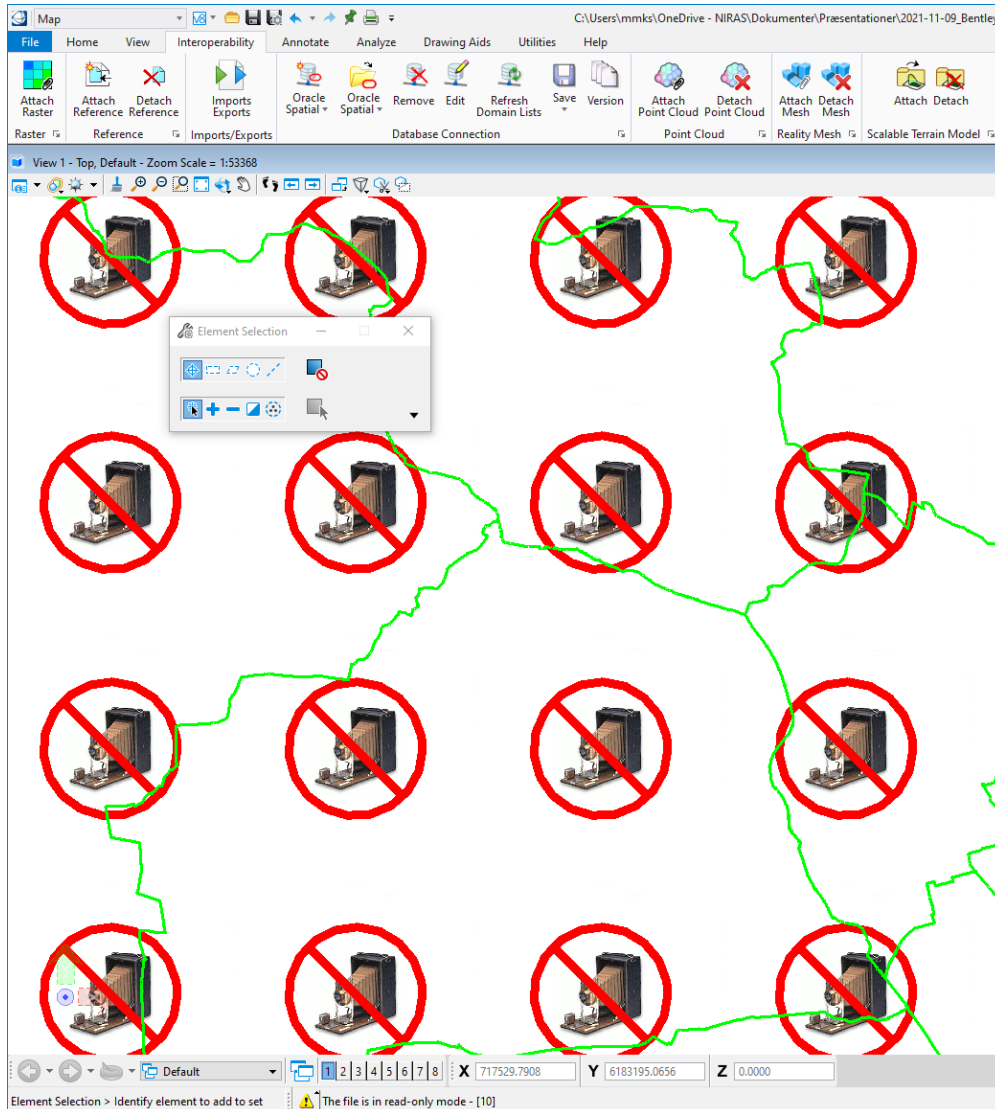 Map
C:\Users\mmks\OneDrive - NIRAS\Dokumenter\Præsentationer\2021-11-09_Bentley
File Home View Interoperability Annotate Analyze Drawing Aids Utilities Help
Attach Raster
Attach Reference
Detach Reference
Imports Exports
Oracle Spatial
Oracle Spatial
Remove
Edit
Refresh Domain Lists
Save
Version
Attach Point Cloud
Detach Point Cloud
Attach Mesh
Detach Mesh
Attach
Detach
Raster Reference Imports/Exports Database Connection Point Cloud Reality Mesh Scalable Terrain Model
View 1 - Top, Default - Zoom Scale = 1:53368
Element Selection
Default 1 2 3 4 5 6 7 8 X 717529.7908 Y 6183195.0656 Z 0.0000
Element Selection > Identify element to add to set The file is in read-only mode - [10]